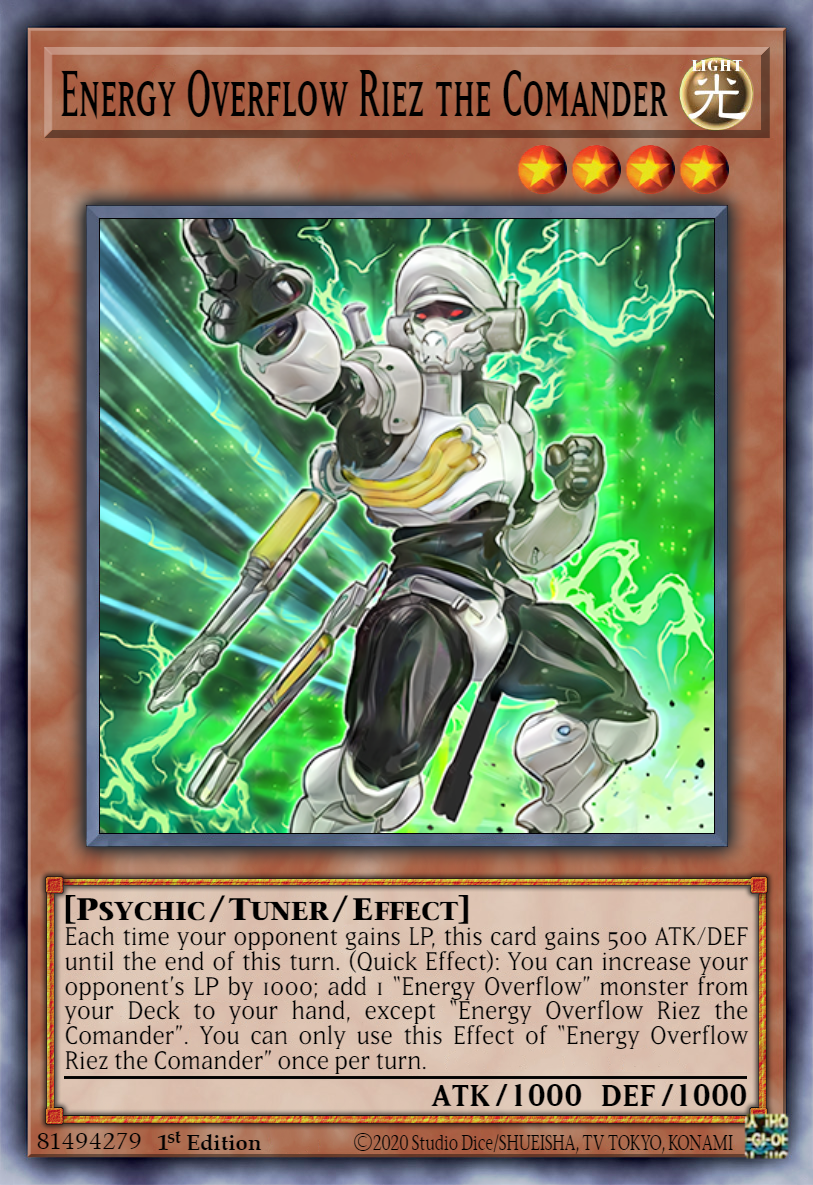 Energy Overflow Riez the Comander
LIGHT
光
[Psychic/Tuner/Effect]
Each time your opponent gains LP, this card gains 500 ATK/DEF
until the end of this turn. (Quick Effect): You can increase your
opponent's LP by 1000; add 1 "Energy Overflow" monster from
your Deck to your hand, except "Energy Overflow Riez the
Comander". You can only use this Effect of "Energy Overflow
Riez the Comander" once per turn.
ATK/1000 DEF/1000
81494279 1st Edition ©2020 Studio Dice/SHUEISHA, TV TOKYO, KONAMI